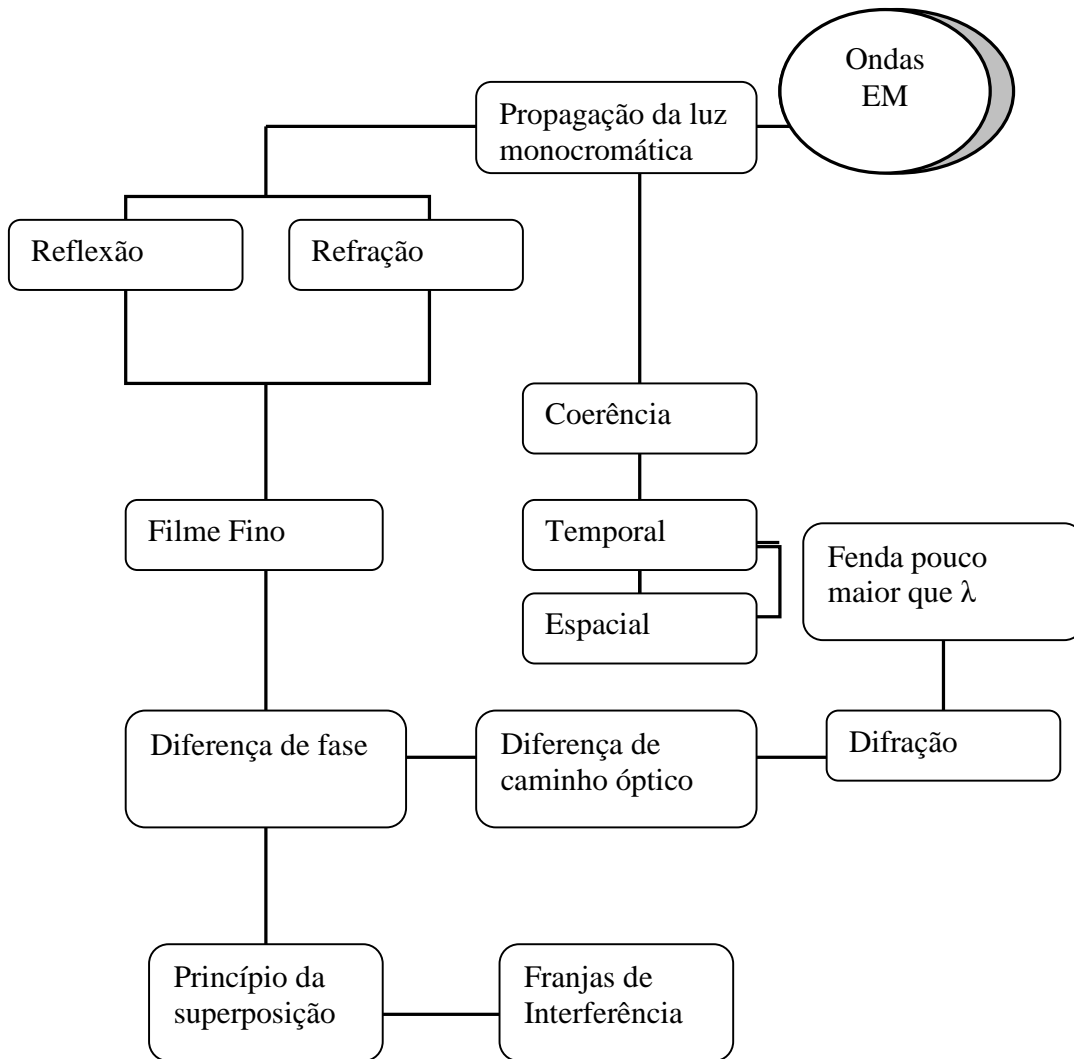 Ondas
EM
Propagação da luz
monocromática
Reflexão
Refração
Coerência
Filme Fino
Temporal
Fenda pouco
maior que λ
Espacial
Diferença de fase
Diferença de
caminho óptico
Difração
Princípio da
superposição
Franjas de
Interferência